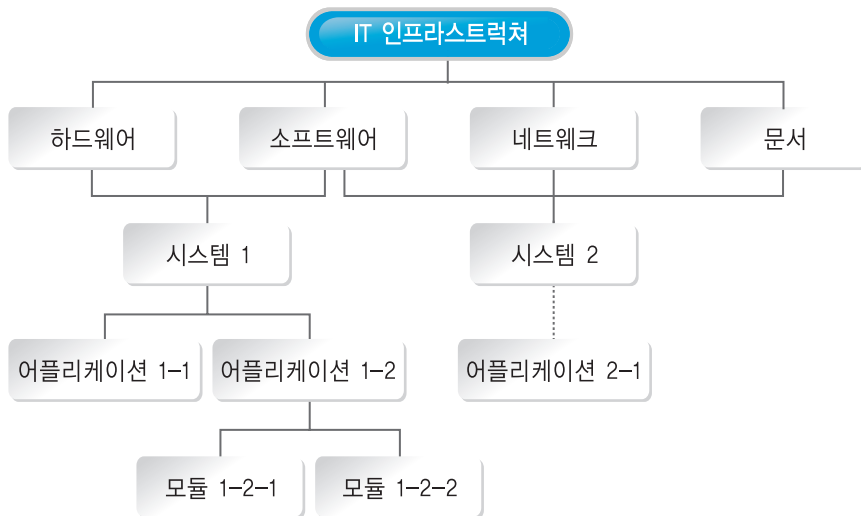 IT 인프라스트럭쳐
하드웨어
소프트웨어
네트워크
문서
시스템 1
시스템 2
어플리케이션 1-1
어플리케이션 1-2
어플리케이션 2-1
모듈 1-2-1
모듈 1-2-2